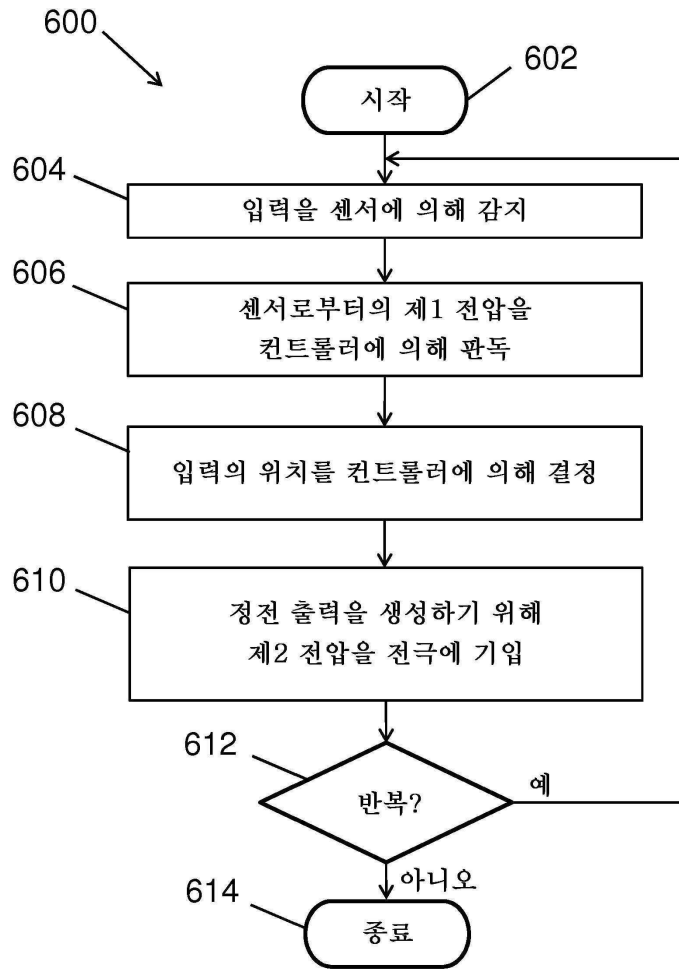 600
시작
602
604
입력을 센서에 의해 감지
606
센서로부터의 제1 전압을
컨트롤러에 의해 판독
608
입력의 위치를 컨트롤러에 의해 결정
610
정전 출력을 생성하기 위해
제2 전압을 전극에 기입
612
반복?
예
아니오
614
종료